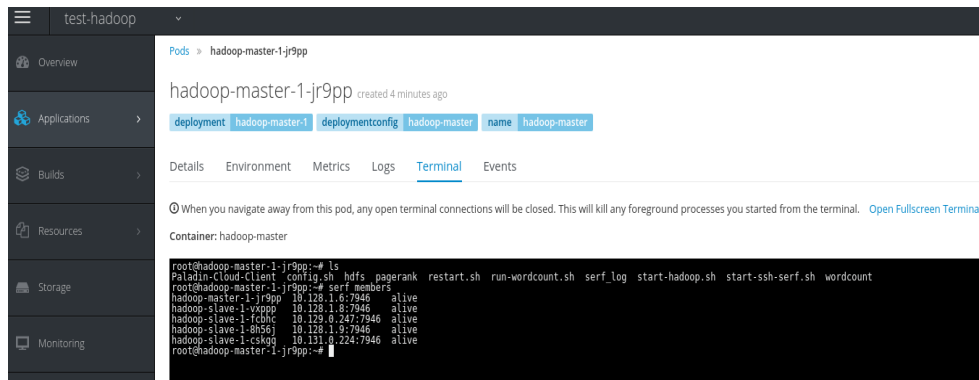 test-hadoop
Overview
Applications
Builds
Resources
Storage
Monitoring
Pods » hadoop-master-1-jr9pp
hadoop-master-1-jr9pp created 4 minutes ago
deployment hadoop-master-1 deploymentconfig hadoop-master name hadoop-master
Details Environment Metrics Logs Terminal Events
When you navigate away from this pod, any open terminal connections will be closed. This will kill any foreground processes you started from the terminal. Open Fullscreen Termina
Container: hadoop-master
root@hadoop-master-1-jr9pp:~# ls
Paladin-Cloud-Client config.sh hdfs pagerank restart.sh run-wordcount.sh serf_log start-hadoop.sh start-ssh-serf.sh wordcount
root@hadoop-master-1-jr9pp:~# serf members
hadoop-master-1-jr9pp 10.128.1.6:7946 alive
hadoop-slave-1-vxppp 10.128.1.8:7946 alive
hadoop-slave-1-fcbhc 10.129.0.247:7946 alive
hadoop-slave-1-8h56j 10.128.1.9:7946 alive
hadoop-slave-1-cskgq 10.131.0.224:7946 alive
root@hadoop-master-1-jr9pp:~#